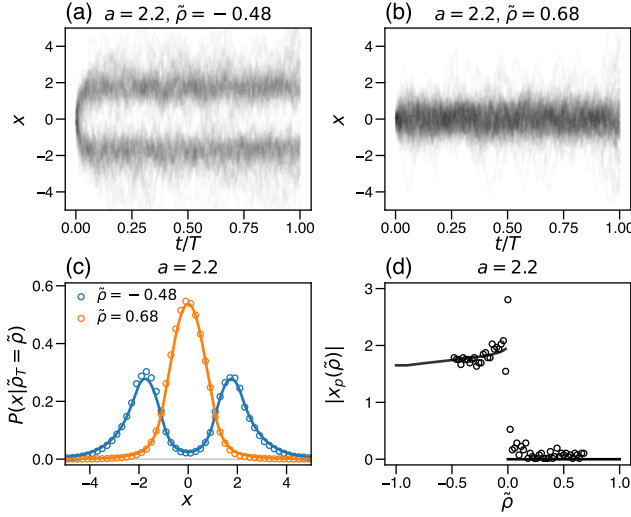 (a) a = 2.2, ρ̃ = − 0.48
x
4
2
0
−2
−4
0.00 0.25 0.50 0.75 1.00
t/T
(b) a = 2.2, ρ̃ = 0.68
x
4
2
0
−2
−4
0.00 0.25 0.50 0.75 1.00
t/T
(c) a = 2.2
P(x|ρ̃_T = ρ̃)
0.6
0.4
0.2
0.0
ρ̃ = − 0.48
ρ̃ = 0.68
−4 −2 0 2 4
x
(d) a = 2.2
|x_p(ρ̃)|
3
2
1
0
−1.0 −0.5 0.0 0.5 1.0
ρ̃